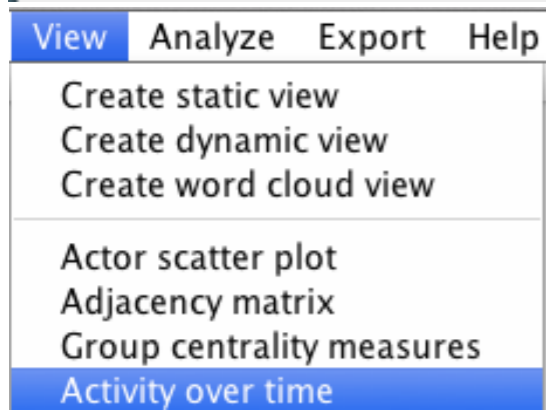 View Analyze Export Help
Create static view
Create dynamic view
Create word cloud view
Actor scatter plot
Adjacency matrix
Group centrality measures
Activity over time